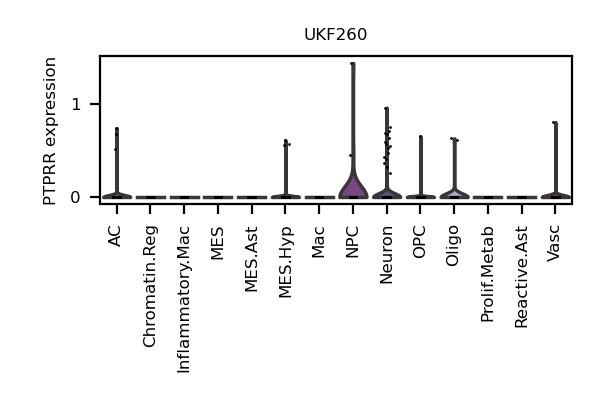 UKF260
PTPRR expression
1
0
AC
Chromatin.Reg
Inflammatory.Mac
MES
MES.Ast
MES.Hyp
Mac
NPC
Neuron
OPC
Oligo
Prolif.Metab
Reactive.Ast
Vasc